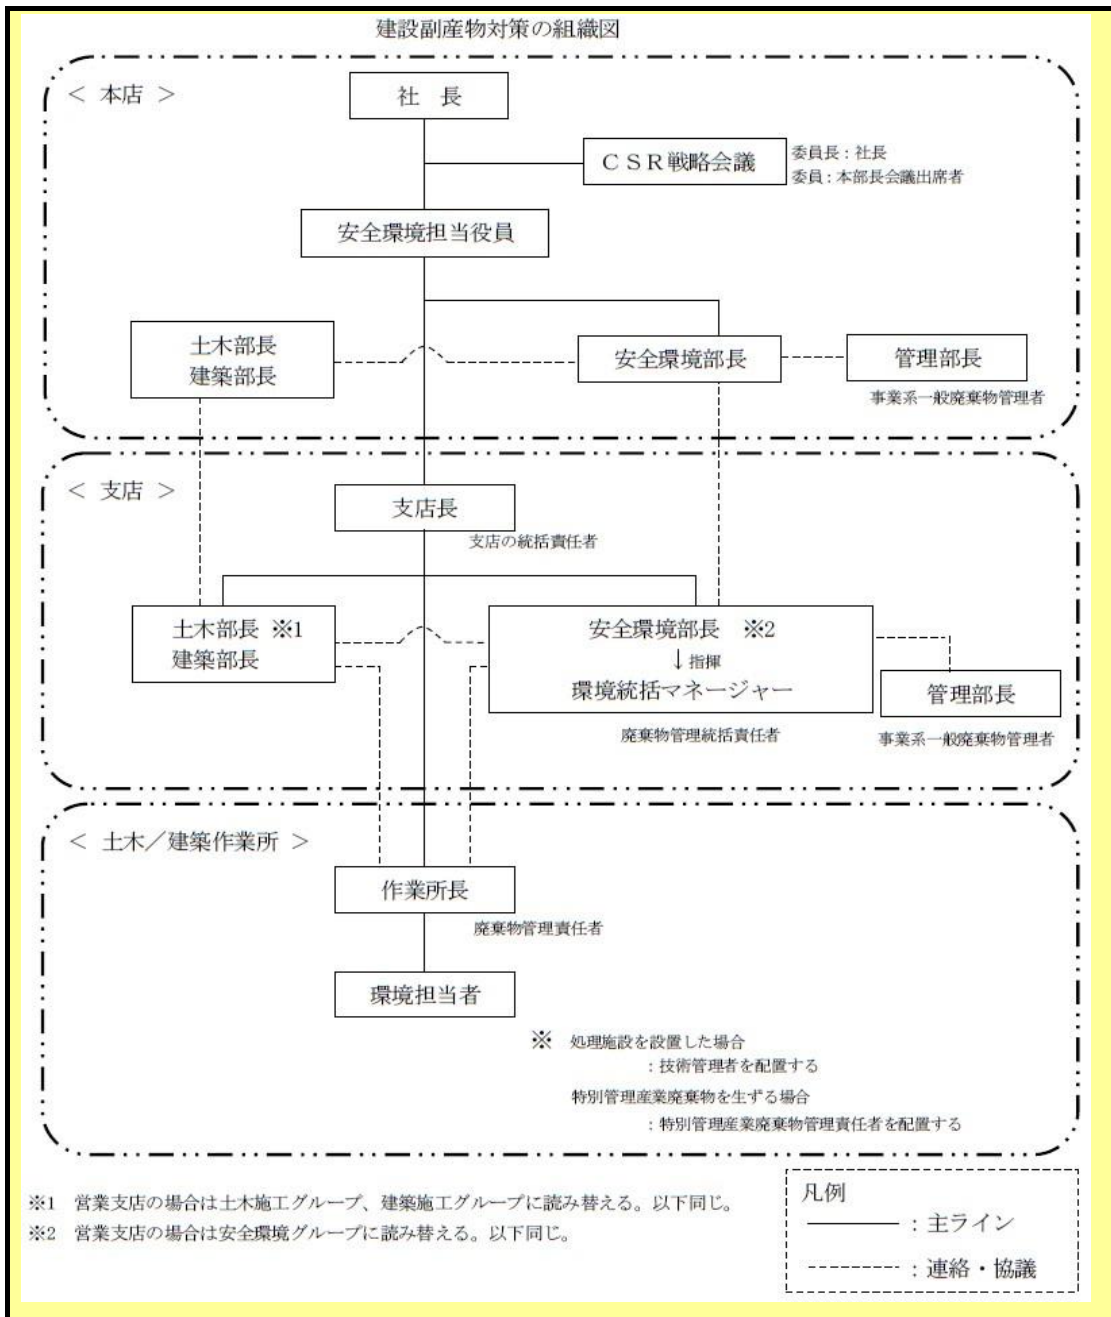 建設副産物対策の組織図
＜ 本店 ＞
社 長
ＣＳＲ戦略会議
委員長：社長
委員：本部長会議出席者
安全環境担当役員
土木部長
建築部長
安全環境部長
管理部長
事業系一般廃棄物管理者
＜ 支店 ＞
支店長
支店の統括責任者
土木部長 ※1
建築部長
安全環境部長 ※2
↓指揮
環境統括マネージャー
廃棄物管理統括責任者
管理部長
事業系一般廃棄物管理者
＜ 土木／建築作業所 ＞
作業所長
廃棄物管理責任者
環境担当者
※ 処理施設を設置した場合
：技術管理者を配置する
特別管理産業廃棄物を生ずる場合
：特別管理産業廃棄物管理責任者を配置する
※1 営業支店の場合は土木施工グループ、建築施工グループに読み替える。以下同じ。
※2 営業支店の場合は安全環境グループに読み替える。以下同じ。
凡例
：主ライン
：連絡・協議